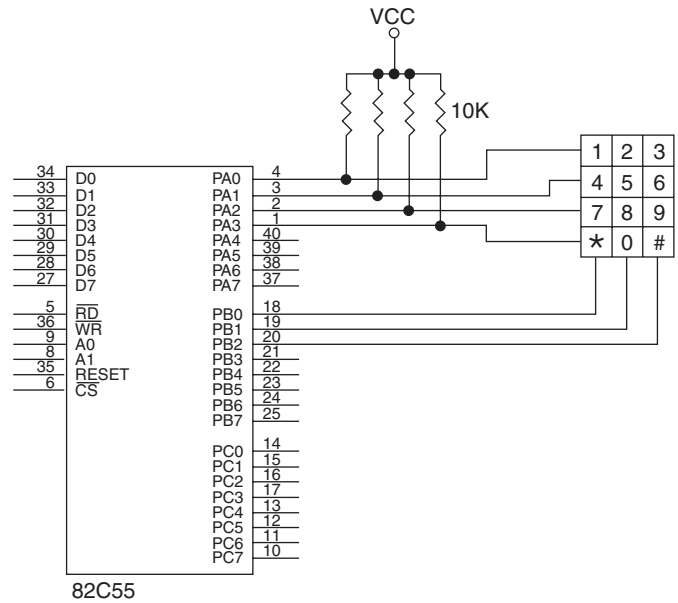 VCC
10K
1 2 3
4 5 6
7 8 9
* 0 #
34 D0 PA0 4
33 D1 PA1 3
32 D2 PA2 2
31 D3 PA3 1
30 D4 PA4 40
29 D5 PA5 39
28 D6 PA6 38
27 D7 PA7 37
5 RD PB0 18
36 WR PB1 19
9 A0 PB2 20
8 A1 PB3 21
35 RESET PB4 22
6 CS PB5 23
PB6 24
PB7 25
PC0 14
PC1 15
PC2 16
PC3 17
PC4 13
PC5 12
PC6 11
PC7 10
82C55